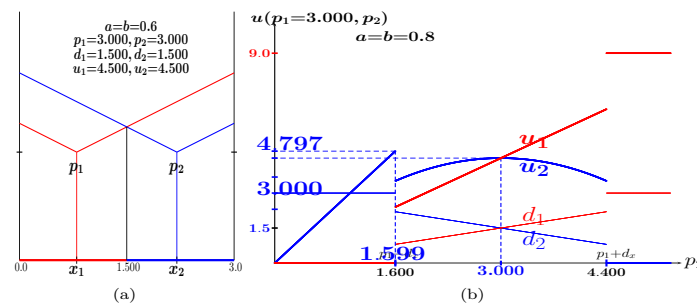 a=b=0.6
p₁=3.000, p₂=3.000
d₁=1.500, d₂=1.500
u₁=4.500, u₂=4.500
p₁
p₂
0.0
x₁
1.500
x₂
3.0
(a)
u(p₁=3.000, p₂)
a=b=0.8
9.0
4.797
3.000
1.5
u₁
u₂
d₁
d₂
1.599
p₁+dₓ
1.600
3.000
4.400
(b)